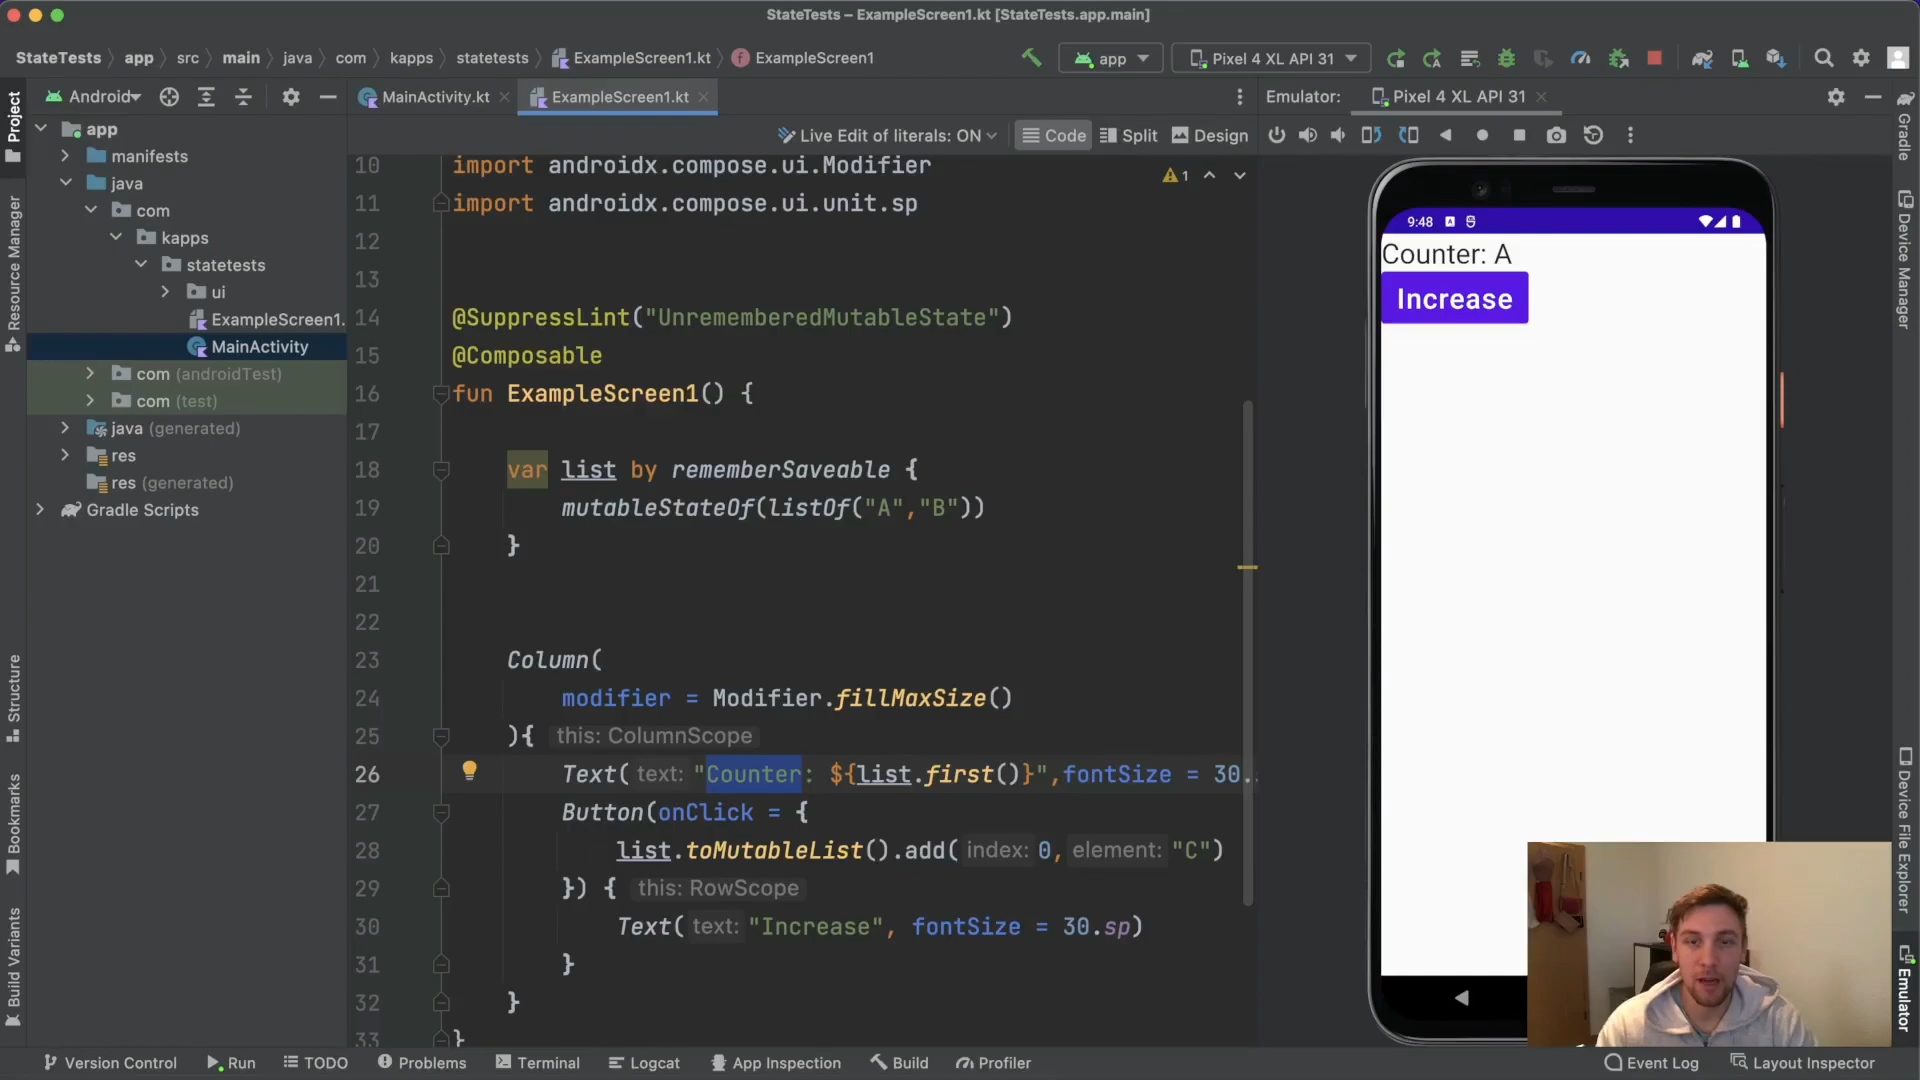 StateTests – ExampleScreen1.kt [StateTests.app.main]
StateTests app src main java com kapps statetests ExampleScreen1.kt ExampleScreen1
app Pixel 4 XL API 31
Android
MainActivity.kt ExampleScreen1.kt
Emulator: Pixel 4 XL API 31
Live Edit of literals: ON Code Split Design
Project
Resource Manager
Structure
Bookmarks
Build Variants
app
manifests
java
com
kapps
statetests
ui
ExampleScreen1.
MainActivity
com (androidTest)
com (test)
java (generated)
res
res (generated)
Gradle Scripts
10 import androidx.compose.ui.Modifier
11 import androidx.compose.ui.unit.sp
12
13
14 @SuppressLint("UnrememberedMutableState")
15 @Composable
16 fun ExampleScreen1() {
17
18 var list by rememberSaveable {
19 mutableStateOf(listOf("A","B"))
20 }
21
22
23 Column(
24 modifier = Modifier.fillMaxSize()
25 ){ this: ColumnScope
26 Text( text: "Counter: ${list.first()}",fontSize = 30.
27 Button(onClick = {
28 list.toMutableList().add( index: 0, element: "C")
29 }) { this: RowScope
30 Text( text: "Increase", fontSize = 30.sp)
31 }
32 }
33 }
1
9:48
Counter: A
Increase
Gradle
Device Manager
Device File Explorer
Emulator
Version Control Run TODO Problems Terminal Logcat App Inspection Build Profiler Event Log Layout Inspector